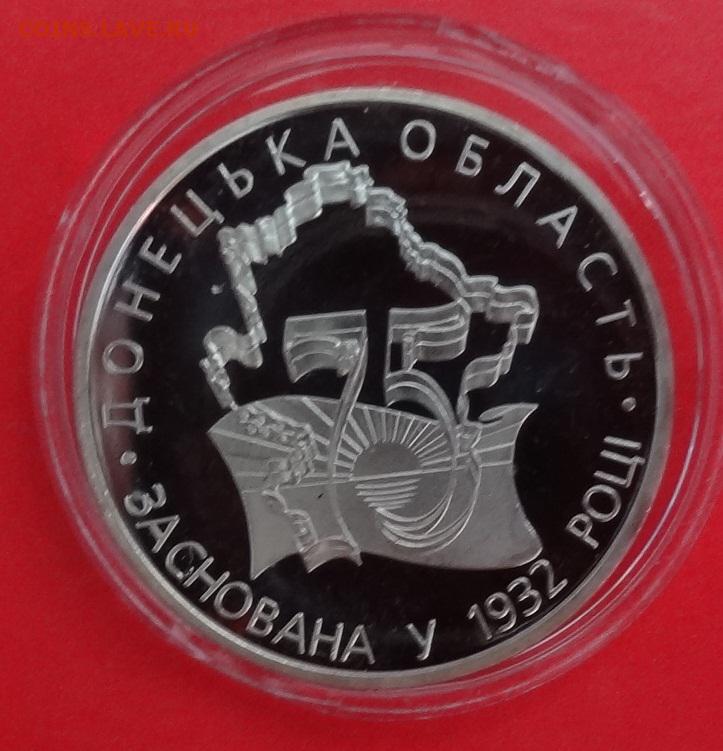 COINS.LAVE.RU
ДОНЕЦЬКА ОБЛАСТЬ
75
ЗАСНОВАНА У 1932 РОЦІ